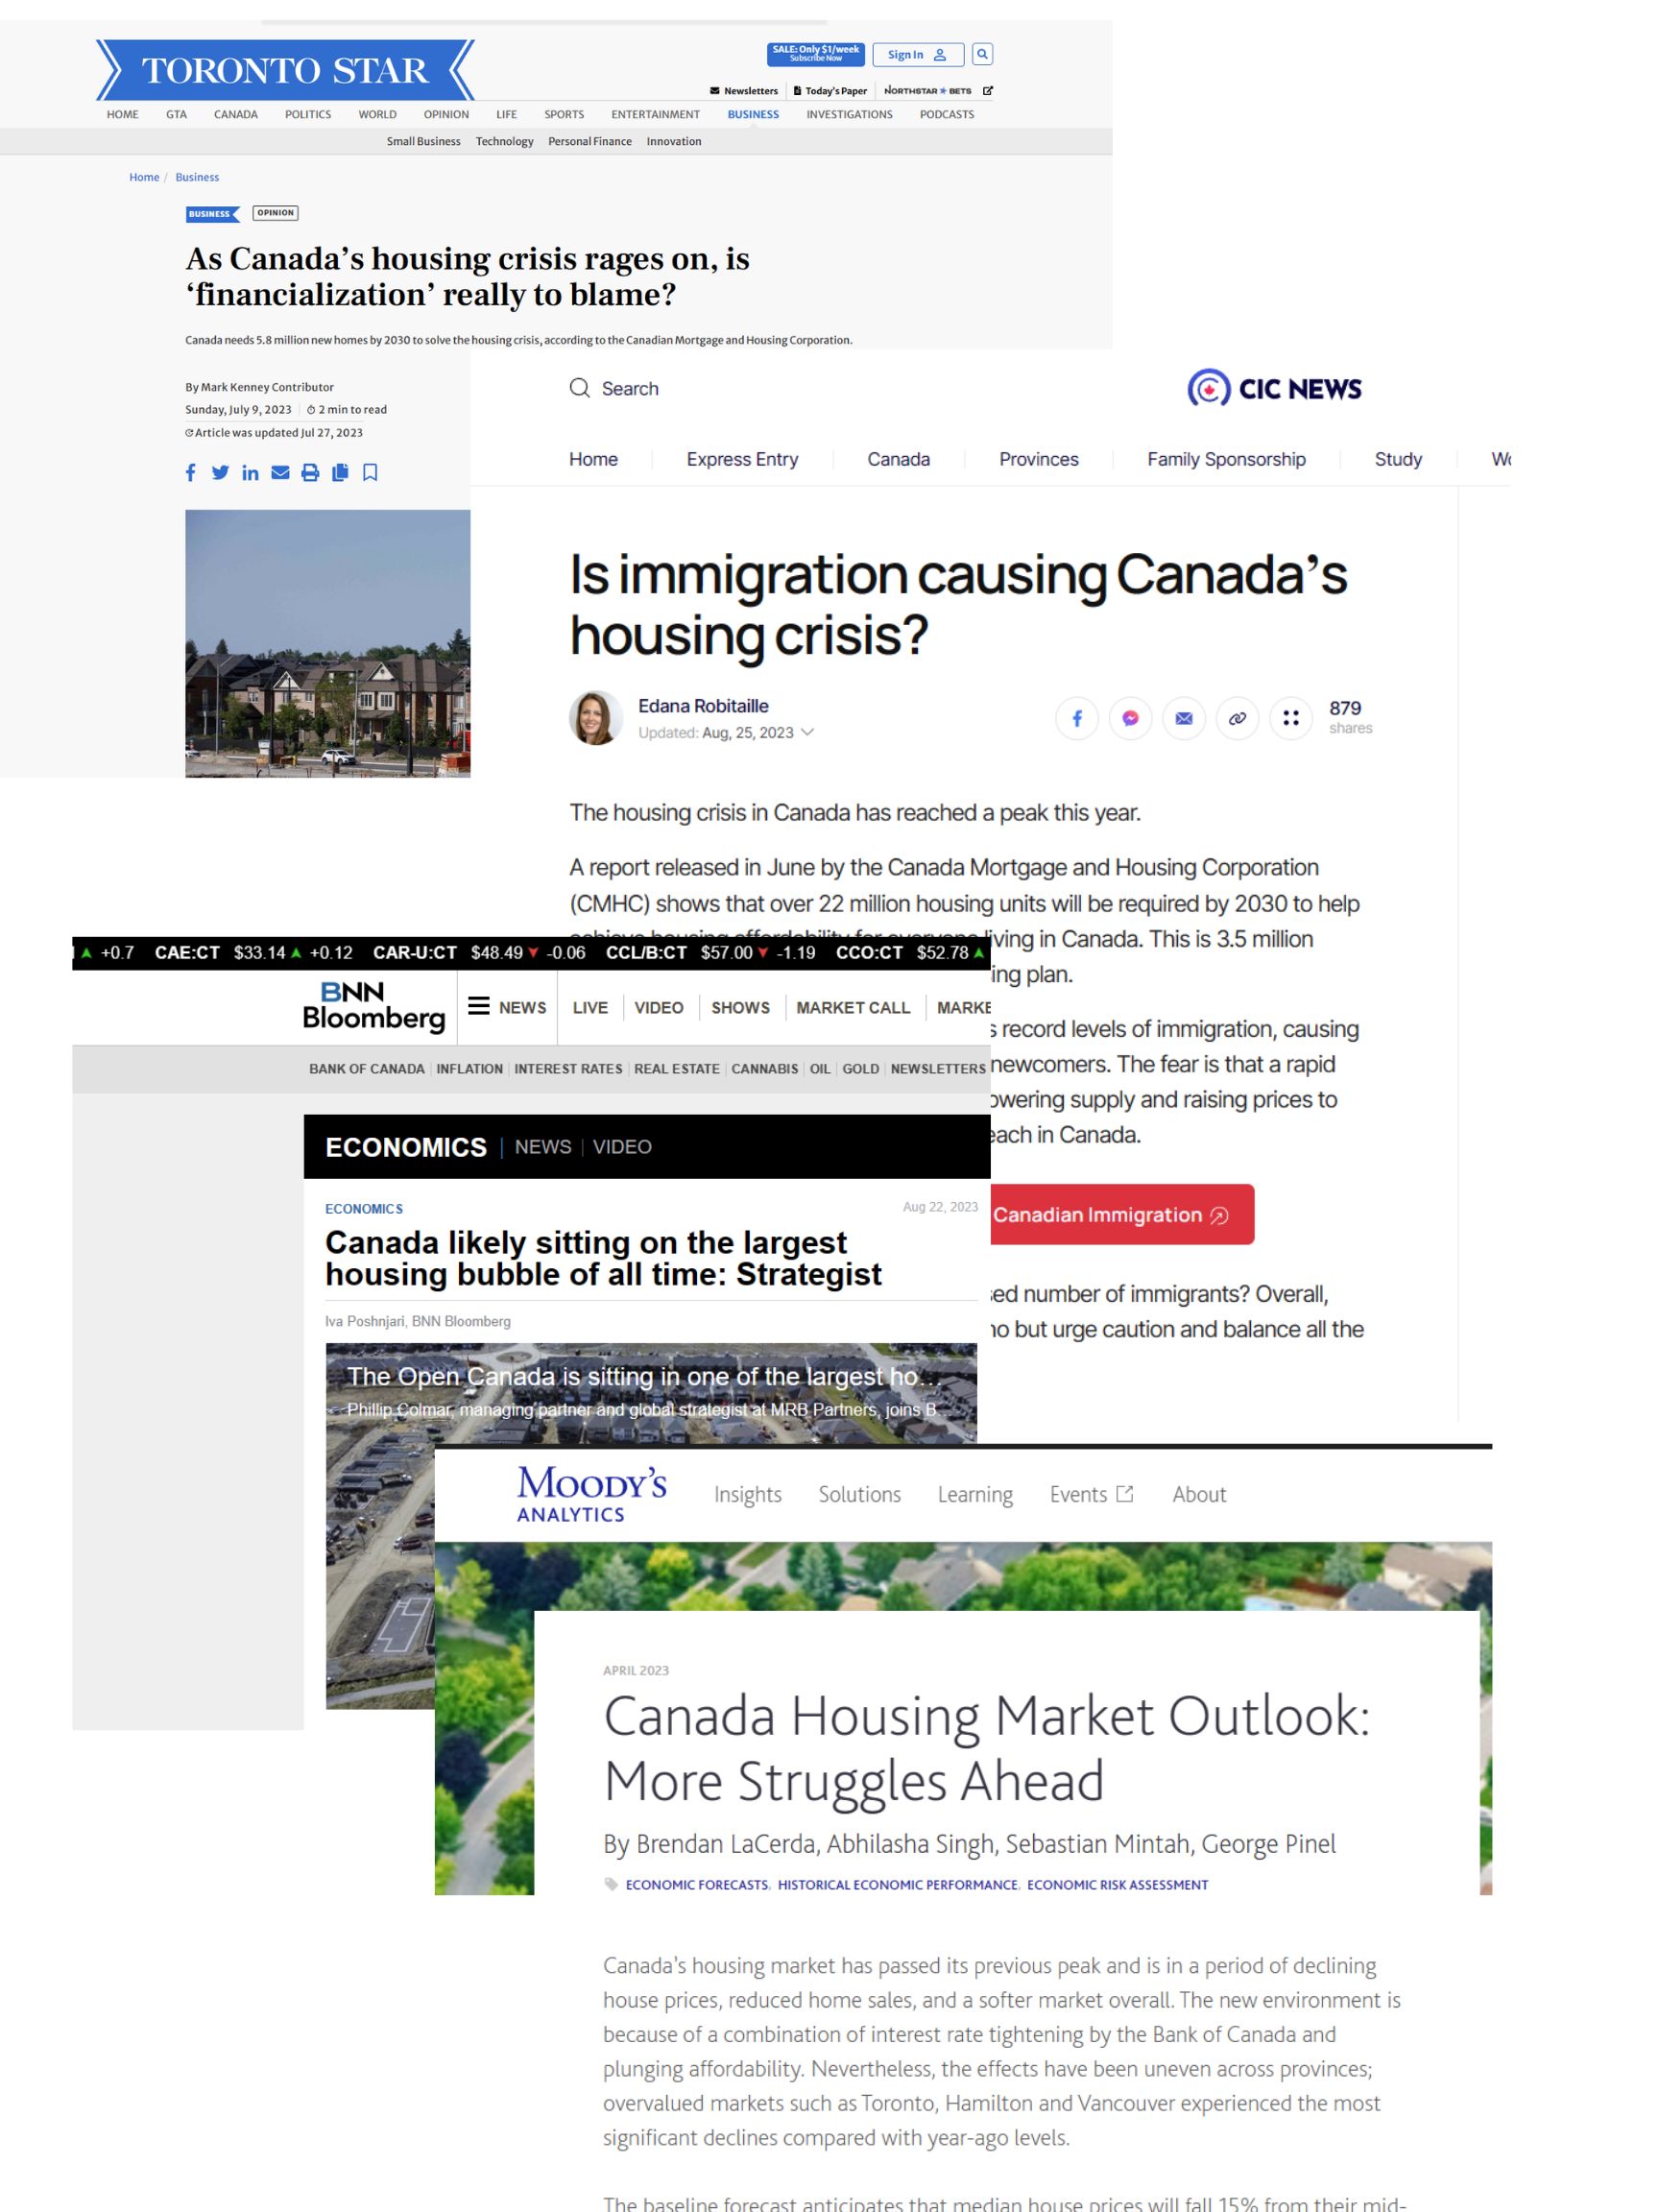 TORONTO STAR
SALE: Only $1/week
Subscribe Now
Sign In
Newsletters
Today's Paper
NORTHSTAR BETS
HOME GTA CANADA POLITICS WORLD OPINION LIFE SPORTS ENTERTAINMENT BUSINESS INVESTIGATIONS PODCASTS
Small Business Technology Personal Finance Innovation
Home / Business
BUSINESS OPINION
As Canada's housing crisis rages on, is
'financialization' really to blame?
Canada needs 5.8 million new homes by 2030 to solve the housing crisis, according to the Canadian Mortgage and Housing Corporation.
By Mark Kenney Contributor
Sunday, July 9, 2023 2 min to read
Article was updated Jul 27, 2023
Search
CIC NEWS
Home Express Entry Canada Provinces Family Sponsorship Study
Is immigration causing Canada's
housing crisis?
Edana Robitaille
Updated: Aug, 25, 2023
879
shares
The housing crisis in Canada has reached a peak this year.
A report released in June by the Canada Mortgage and Housing Corporation
(CMHC) shows that over 22 million housing units will be required by 2030 to help
living in Canada. This is 3.5 million
plan.
record levels of immigration, causing
newcomers. The fear is that a rapid
supply and raising prices to
in Canada.
Canadian Immigration
number of immigrants? Overall,
but urge caution and balance all the
+0.7 CAE:CT $33.14 +0.12 CAR-U:CT $48.49 -0.06 CCL/B:CT $57.00 -1.19 CCO:CT $52.78
BNN
Bloomberg
NEWS LIVE VIDEO SHOWS MARKET CALL
BANK OF CANADA INFLATION INTEREST RATES REAL ESTATE CANNABIS OIL GOLD NEWSLETTERS
ECONOMICS | NEWS | VIDEO
ECONOMICS
Aug 22, 2023
Canada likely sitting on the largest
housing bubble of all time: Strategist
Iva Poshnjari, BNN Bloomberg
The Open Canada is sitting in one of the largest ho...
Phillip Colmar, managing partner and global strategist at MRB Partners, joins B...
MOODY'S
ANALYTICS
Insights Solutions Learning Events About
APRIL 2023
Canada Housing Market Outlook:
More Struggles Ahead
By Brendan LaCerda, Abhilasha Singh, Sebastian Mintah, George Pinel
ECONOMIC FORECASTS, HISTORICAL ECONOMIC PERFORMANCE, ECONOMIC RISK ASSESSMENT
Canada's housing market has passed its previous peak and is in a period of declining
house prices, reduced home sales, and a softer market overall. The new environment is
because of a combination of interest rate tightening by the Bank of Canada and
plunging affordability. Nevertheless, the effects have been uneven across provinces;
overvalued markets such as Toronto, Hamilton and Vancouver experienced the most
significant declines compared with year-ago levels.
The baseline forecast anticipates that median house prices will fall 15% from their mid-